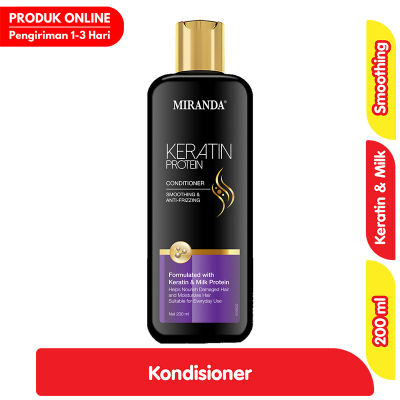 PRODUK ONLINE
Pengiriman 1-3 Hari
MIRANDA®
KERATIN
PROTEIN
CONDITIONER
SMOOTHING &
ANTI-FRIZZING
Formulated with
Keratin & Milk Protein
Helps Nourish Damaged Hair
and Moisturizes Hair
Suitable for Everyday Use
Net 200 ml
Smoothing
Keratin & Milk
200 ml
Kondisioner